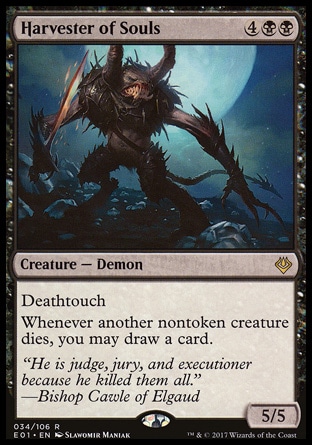 Harvester of Souls 4
Creature — Demon
Deathtouch
Whenever another nontoken creature
dies, you may draw a card.
“He is judge, jury, and executioner
because he killed them all.”
—Bishop Cawle of Elgaud
5/5
034/106 R
E01 • EN Slawomir Maniak
™ & © 2017 Wizards of the Coast